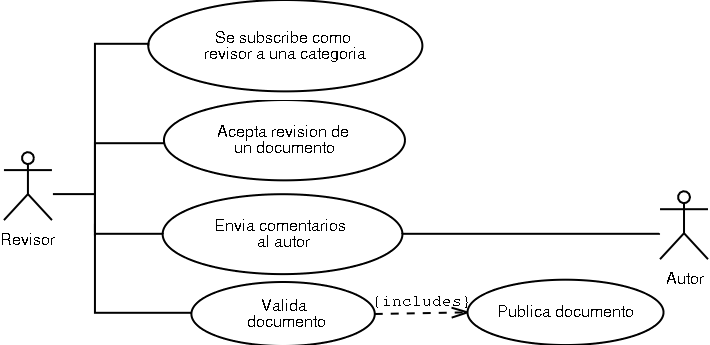 Se subscribe como
revisor a una categoria
Acepta revision de
un documento
Revisor
Envia comentarios
al autor
Autor
Valida
documento
{includes}
Publica documento